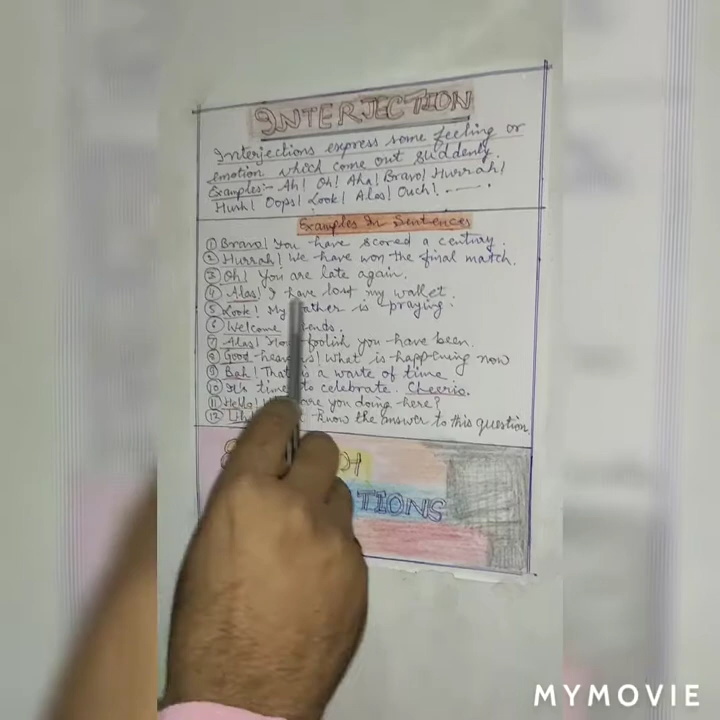 INTERJECTION
Interjections express some feeling or
emotion which come out suddenly.
Examples:- Ah! Oh! Aha! Bravo! Hurrah!
Hush! Oops! Look! Alas! Ouch! -----.
Examples In Sentences
① Bravo! You have scored a century.
② Hurrah! We have won the final match.
③ Oh! You are late again.
④ Alas! I have lost my wallet.
⑤ Look! My father is praying.
⑥ Welcome
⑦ Alas! How foolish you have been.
⑧ Good heavens! What is happening now
⑨ Bah! That is a waste of time.
⑩ It's time to celebrate. Cheerio.
⑪ Hello! are you doing here?
⑫ know the answer to this question.
OH
TIONS
MYMOVIE